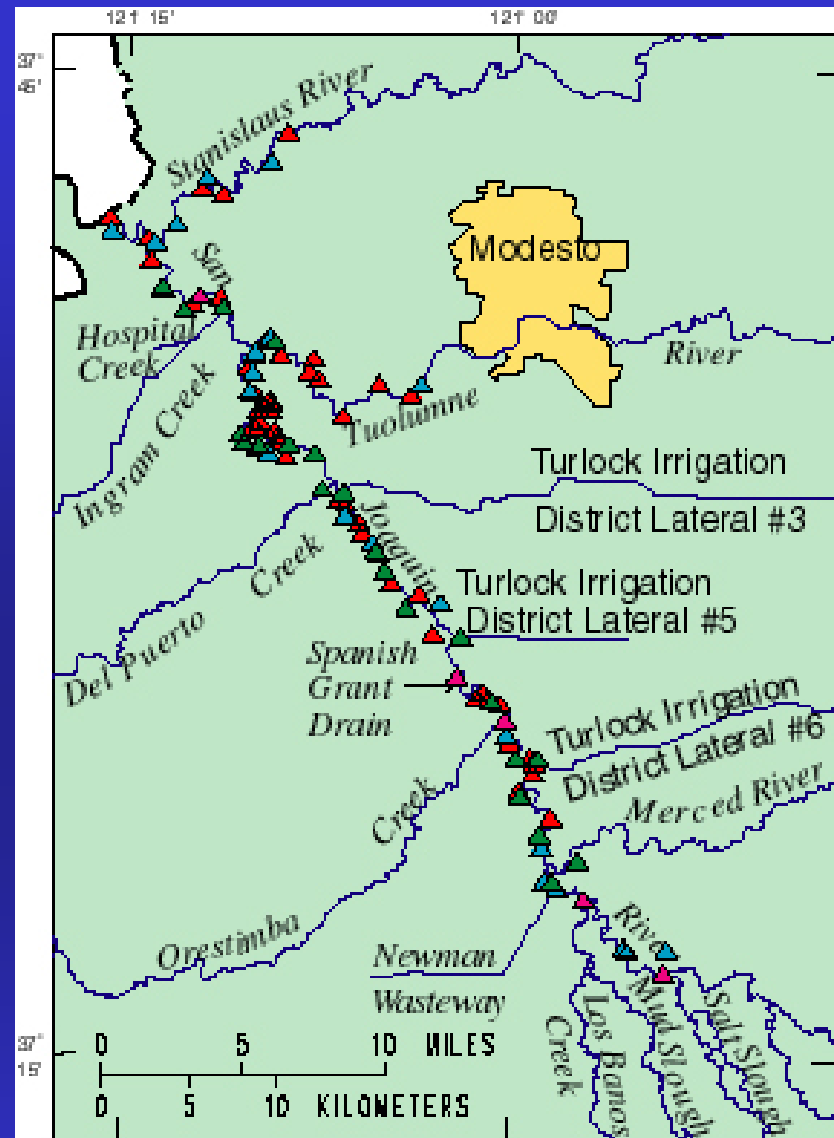 121° 15' 121° 00'
37°
45'
Stanislaus River
San
Modesto
Hospital
Creek
River
Ingram Creek
Tuolumne
Turlock Irrigation
District Lateral #3
Joaquin
Creek
Turlock Irrigation
District Lateral #5
Del Puerto
Spanish
Grant
Drain
Turlock Irrigation
District Lateral #6
Creek
Merced River
Orestimba
River
Newman
Wasteway
Los Banos
Creek
Mud Slough
Salt Slough
37°
15'
0 5 10 MILES
0 5 10 KILOMETERS